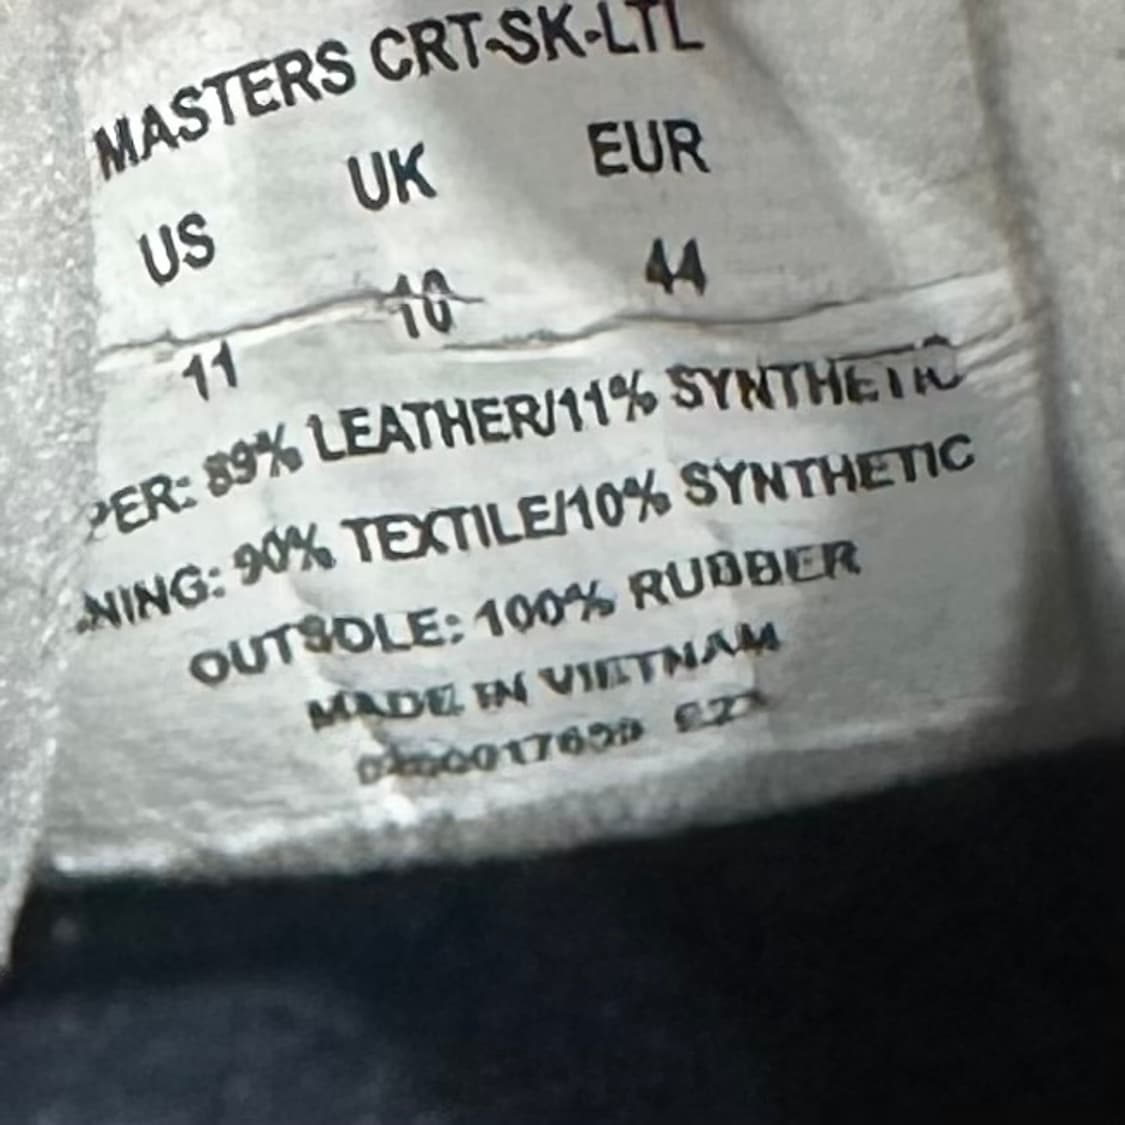 MASTERS CRT-SK-LTL
US UK EUR
11 10 44
PER: 89% LEATHER/11% SYNTHETIC
NING: 90% TEXTILE/10% SYNTHETIC
OUTSOLE: 100% RUBBER
MADE IN VIETNAM